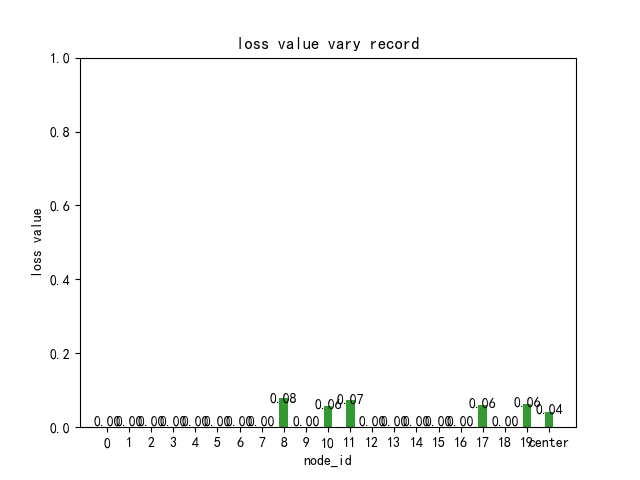 loss value vary record
1.0
0.8
0.6
0.4
0.2
0.0
loss value
0.00 0.00 0.00 0.00 0.00 0.00 0.00 0.00 0.08 0.00 0.06 0.07 0.00 0.00 0.00 0.00 0.00 0.06 0.00 0.06 0.04
0 1 2 3 4 5 6 7 8 9 10 11 12 13 14 15 16 17 18 19 center
node_id